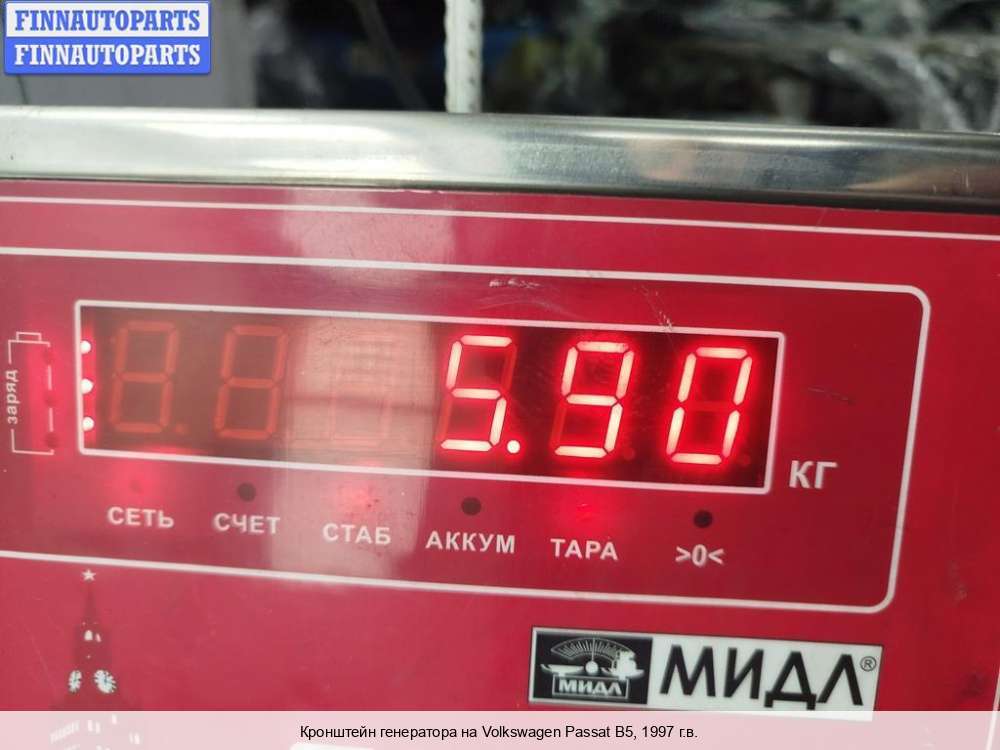 FINNAUTOPARTS
FINNAUTOPARTS
заряд
5.90
КГ
СЕТЬ СЧЕТ СТАБ АККУМ ТАРА >0<
МИДЛ МИДЛ®
Кронштейн генератора на Volkswagen Passat B5, 1997 г.в.